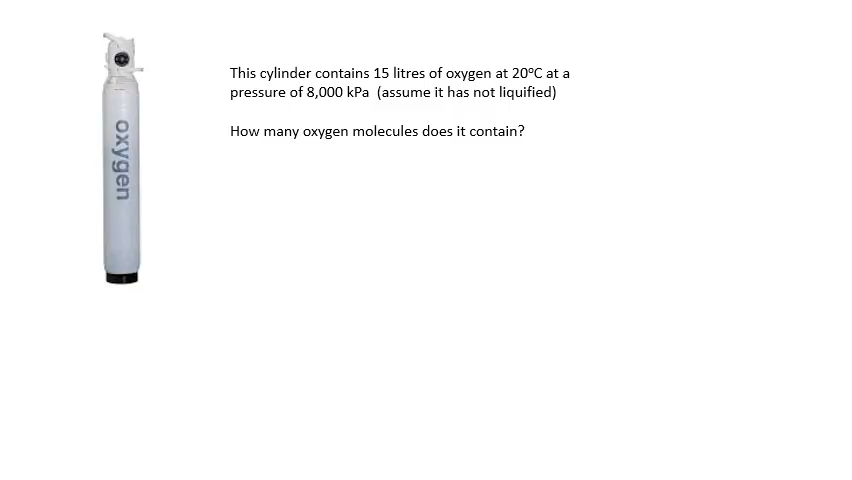 This cylinder contains 15 litres of oxygen at 20°C at a
pressure of 8,000 kPa  (assume it has not liquified)
How many oxygen molecules does it contain?
oxygen